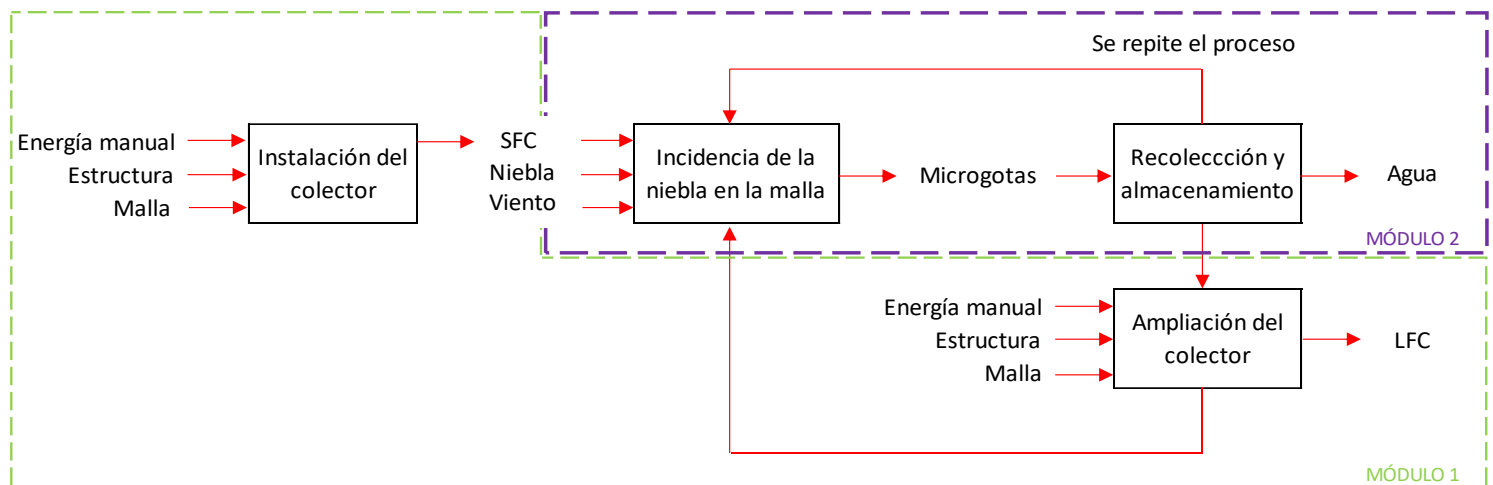 Se repite el proceso
Energía manual
Estructura
Malla
Instalación del
colector
SFC
Niebla
Viento
Incidencia de la
niebla en la malla
Microgotas
Recoleccción y
almacenamiento
Agua
MÓDULO 2
Energía manual
Estructura
Malla
Ampliación del
colector
LFC
MÓDULO 1